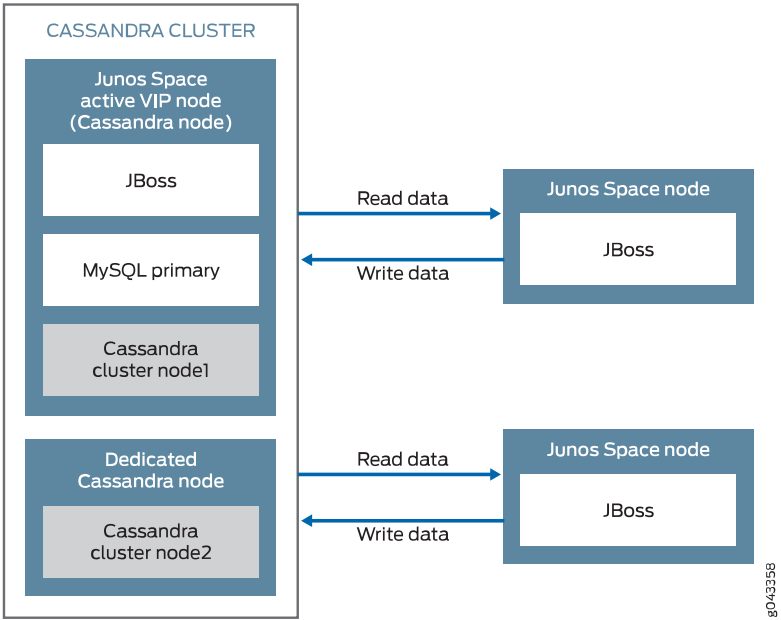 CASSANDRA CLUSTER
Junos Space
active VIP node
(Cassandra node)
JBoss
MySQL primary
Cassandra
cluster node1
Dedicated
Cassandra node
Cassandra
cluster node2
Read data
Write data
Junos Space node
JBoss
Read data
Write data
Junos Space node
JBoss
g043358